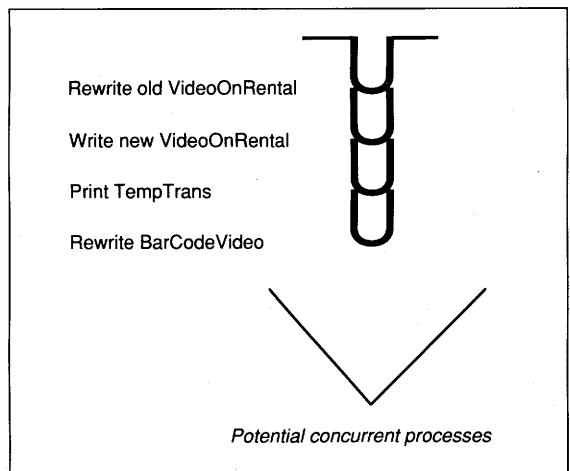 Rewrite old VideoOnRental
Write new VideoOnRental
Print TempTrans
Rewrite BarCodeVideo
Potential concurrent processes